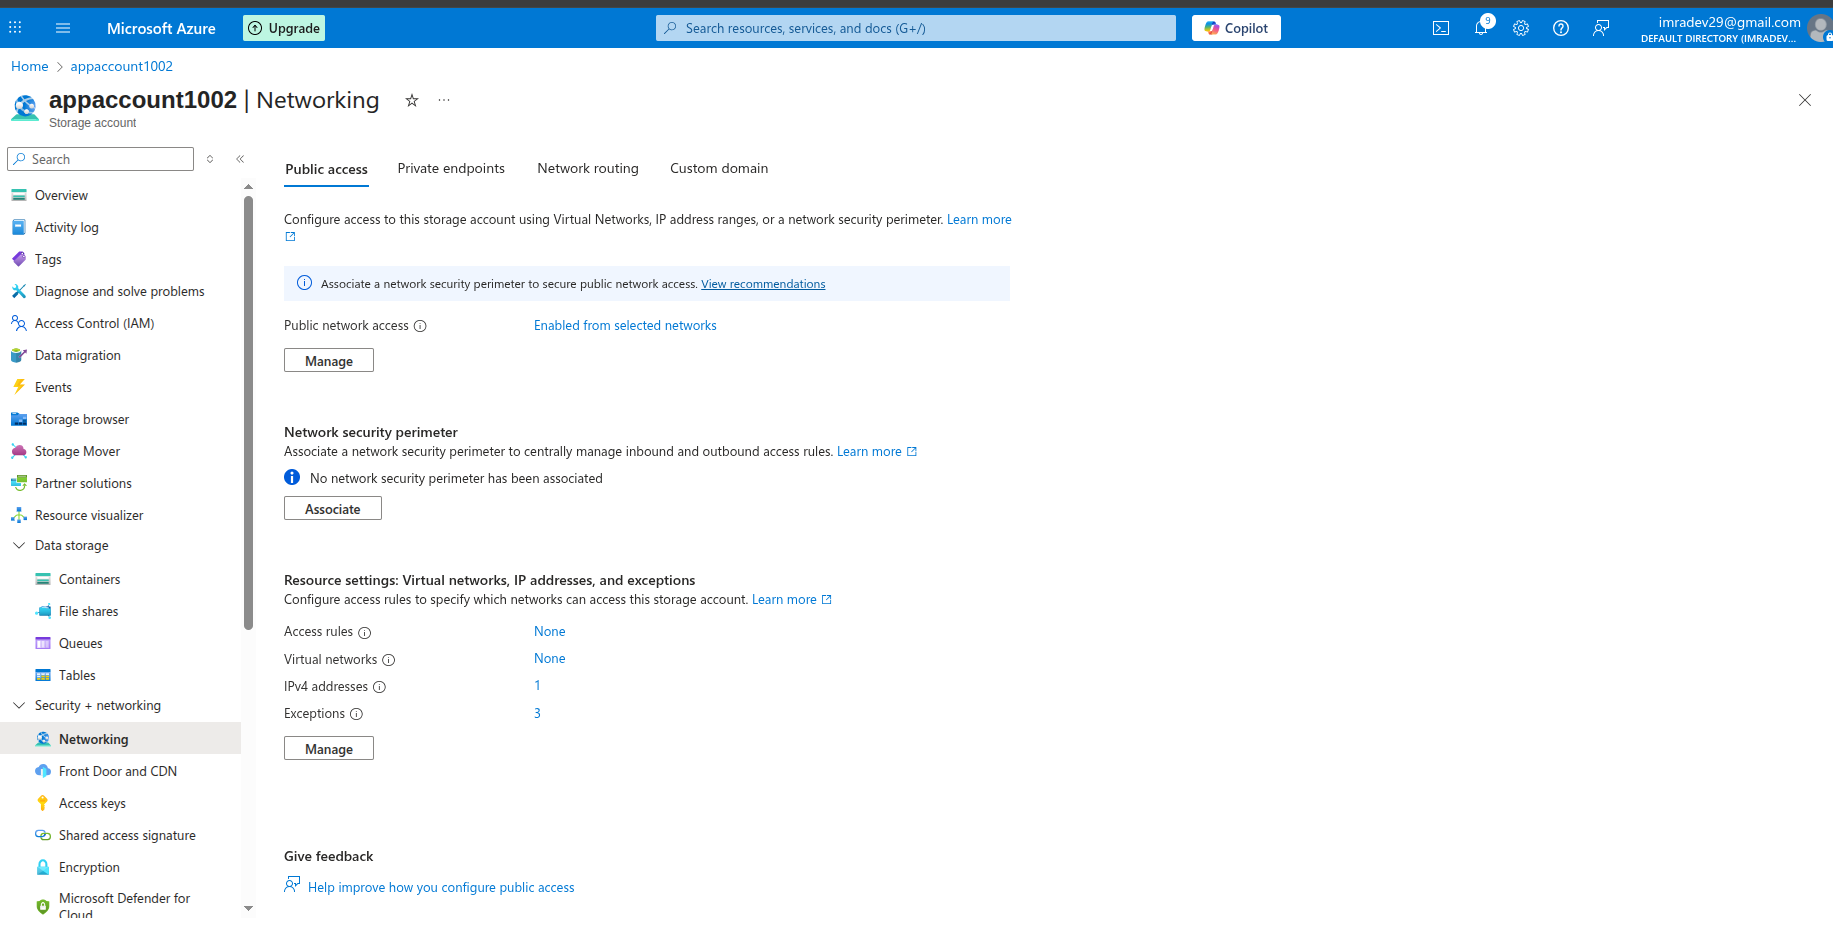 Microsoft Azure
Upgrade
Search resources, services, and docs (G+/)
Copilot
9
imradev29@gmail.com
DEFAULT DIRECTORY (IMRADEV...
Home > appaccount1002
appaccount1002 | Networking
Storage account
Search
Overview
Activity log
Tags
Diagnose and solve problems
Access Control (IAM)
Data migration
Events
Storage browser
Storage Mover
Partner solutions
Resource visualizer
Data storage
Containers
File shares
Queues
Tables
Security + networking
Networking
Front Door and CDN
Access keys
Shared access signature
Encryption
Microsoft Defender for
Cloud
Public access Private endpoints Network routing Custom domain
Configure access to this storage account using Virtual Networks, IP address ranges, or a network security perimeter. Learn more
Associate a network security perimeter to secure public network access. View recommendations
Public network access Enabled from selected networks
Manage
Network security perimeter
Associate a network security perimeter to centrally manage inbound and outbound access rules. Learn more
No network security perimeter has been associated
Associate
Resource settings: Virtual networks, IP addresses, and exceptions
Configure access rules to specify which networks can access this storage account. Learn more
Access rules None
Virtual networks None
IPv4 addresses 1
Exceptions 3
Manage
Give feedback
Help improve how you configure public access